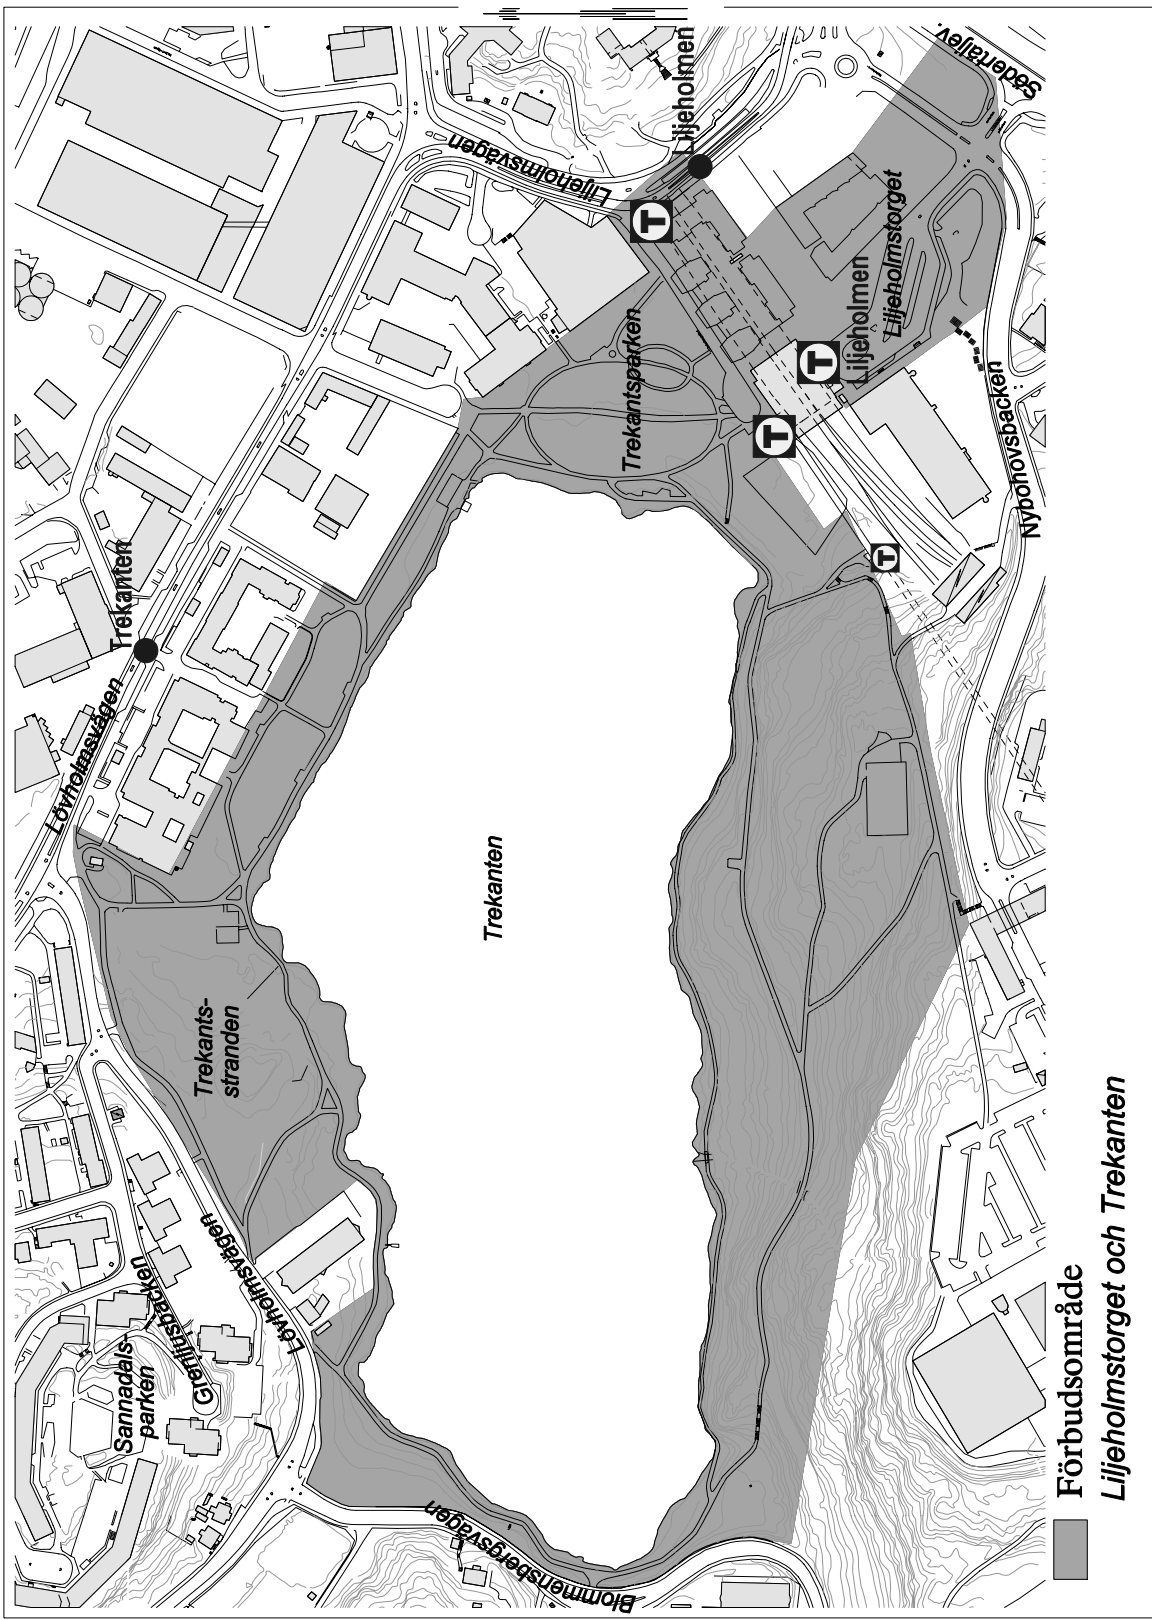 Liljeholmen
Södertäljev.
Liljeholmsvägen
T
Liljeholmstorget
Liljeholmen
T
Trekantsparken
T
Nybohovsbacken
T
Trekanten
Lövholmsvägen
Trekanten
Trekants-
stranden
Lövholmsvägen
Grenljusbacken
Sannadals-
parken
Blommensbergsvägen
Förbudsområde
Liljeholmstorget och Trekanten